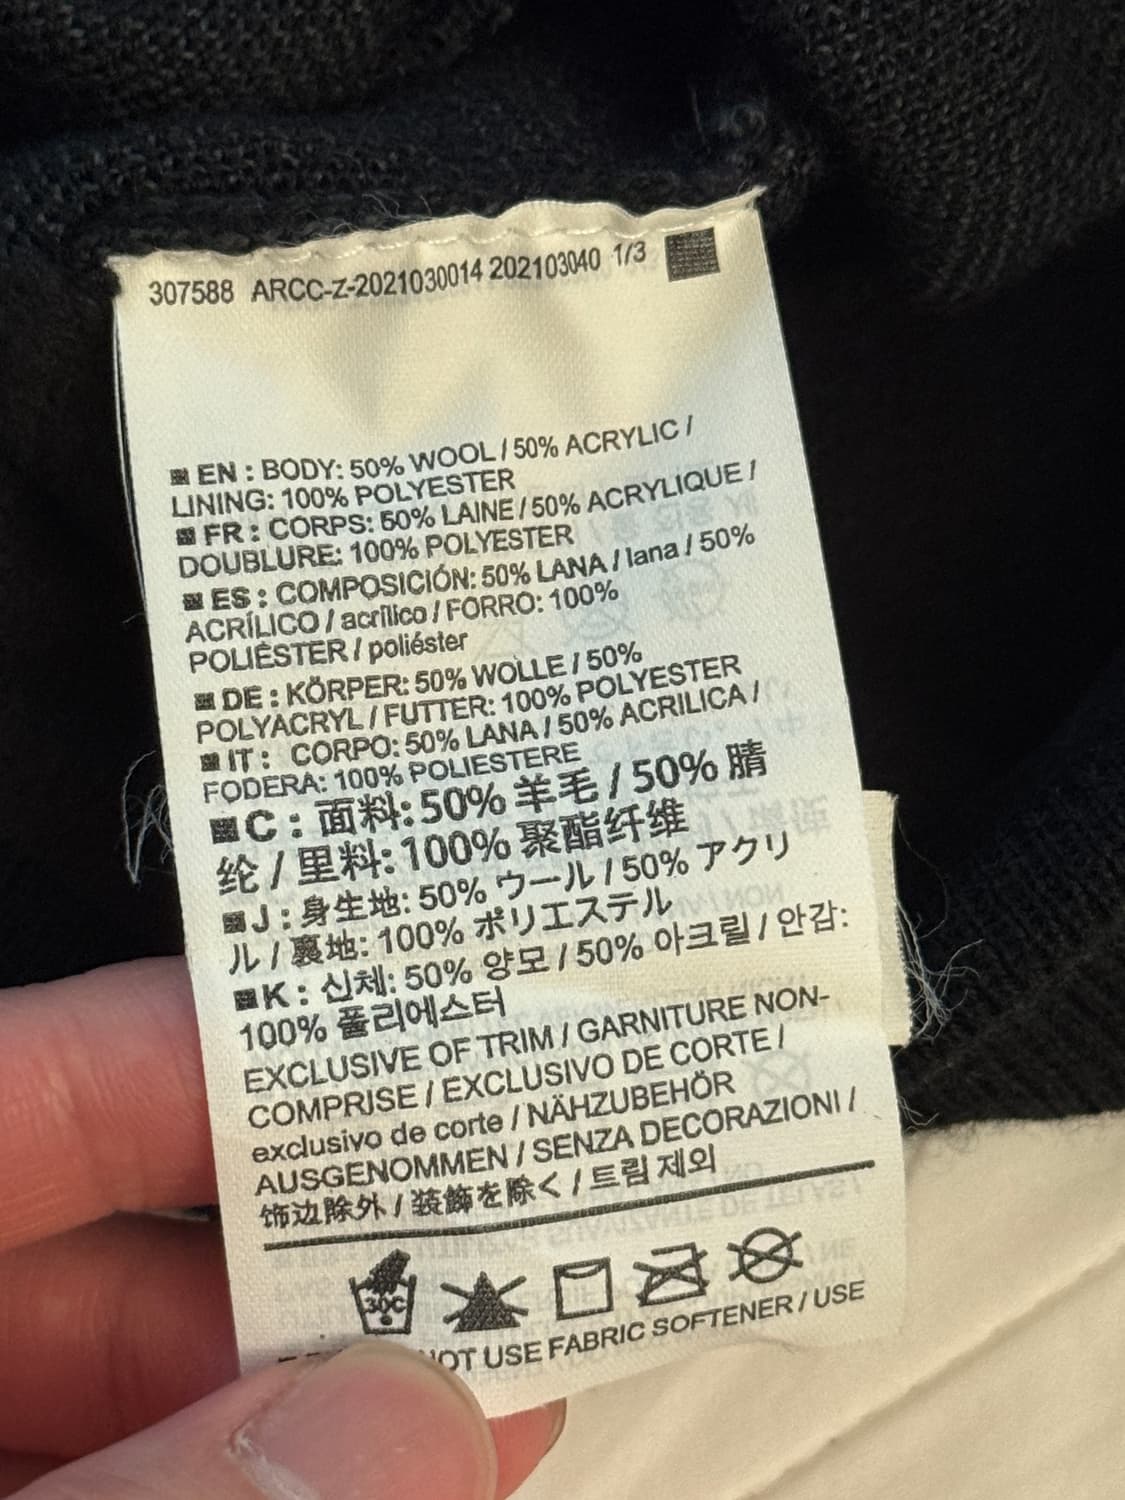 307588 ARCC-Z-2021030014 202103040 1/3
EN : BODY: 50% WOOL / 50% ACRYLIC /
LINING: 100% POLYESTER
FR : CORPS: 50% LAINE / 50% ACRYLIQUE /
DOUBLURE: 100% POLYESTER
ES : COMPOSICIÓN: 50% LANA / lana / 50%
ACRÍLICO / acrílico / FORRO: 100%
POLIÉSTER / poliéster
DE : KÖRPER: 50% WOLLE / 50%
POLYACRYL / FUTTER: 100% POLYESTER
IT : CORPO: 50% LANA / 50% ACRILICA /
FODERA: 100% POLIESTERE
C : 面料: 50% 羊毛 / 50% 腈
纶 / 里料: 100% 聚酯纤维
J : 身生地: 50% ウール / 50% アクリ
ル / 裏地: 100% ポリエステル
K : 신체: 50% 양모 / 50% 아크릴 / 안감:
100% 폴리에스터
EXCLUSIVE OF TRIM / GARNITURE NON-
COMPRISE / EXCLUSIVO DE CORTE /
exclusivo de corte / NÄHZUBEHÖR
AUSGENOMMEN / SENZA DECORAZIONI /
饰边除外 / 装飾を除く / 트림 제외
30C
NOT USE FABRIC SOFTENER / USE